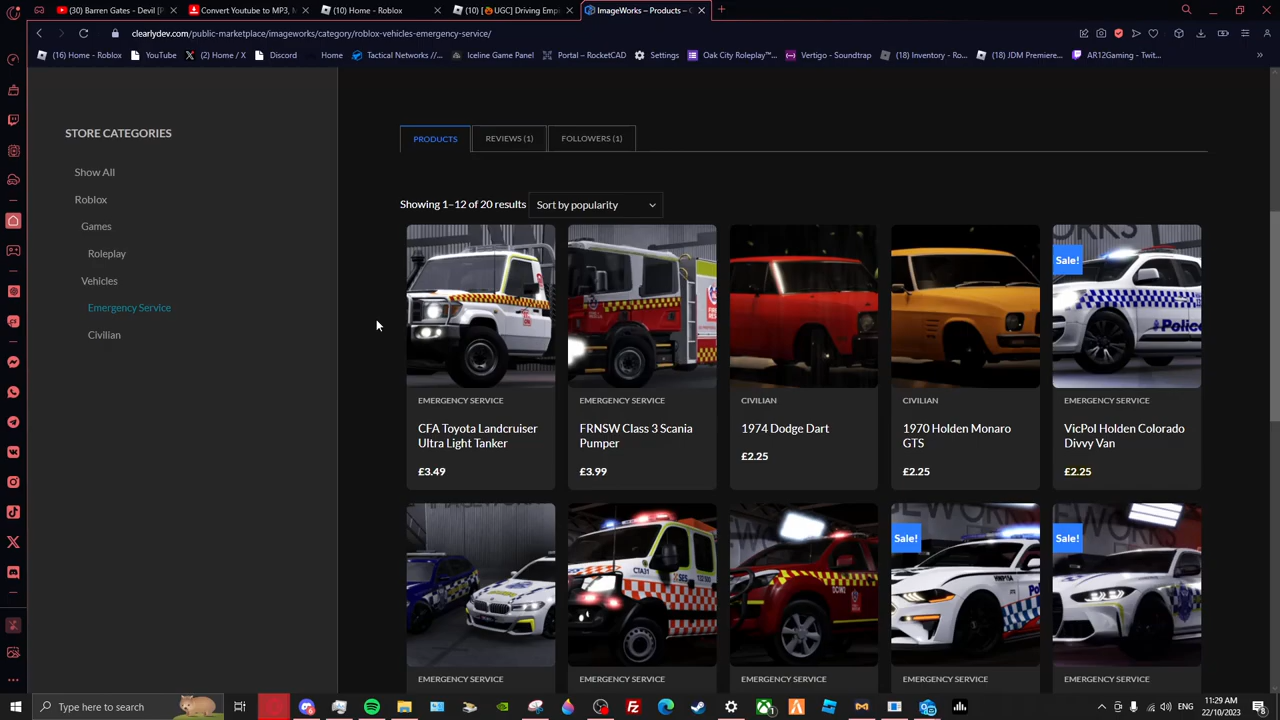 (30) Barren Gates - Devil [
Convert Youtube to MP3, M
(10) Home - Roblox
(10) [🔥UGC] Driving Empir
ImageWorks – Products – C
clearlydev.com/public-marketplace/imageworks/category/roblox-vehicles-emergency-service/
(16) Home - Roblox
YouTube
(2) Home / X
Discord
Home
Tactical Networks //...
Iceline Game Panel
Portal – RocketCAD
Settings
Oak City Roleplay™...
Vertigo - Soundtrap
(18) Inventory - Ro...
(18) JDM Premiere...
AR12Gaming - Twit...
STORE CATEGORIES
Show All
Roblox
Games
Roleplay
Vehicles
Emergency Service
Civilian
PRODUCTS
REVIEWS (1)
FOLLOWERS (1)
Showing 1–12 of 20 results
Sort by popularity
Sale!
Police
EMERGENCY SERVICE
CFA Toyota Landcruiser
Ultra Light Tanker
£3.49
EMERGENCY SERVICE
FRNSW Class 3 Scania
Pumper
£3.99
CIVILIAN
1974 Dodge Dart
£2.25
CIVILIAN
1970 Holden Monaro
GTS
£2.25
EMERGENCY SERVICE
VicPol Holden Colorado
Divvy Van
£2.25
CTA31
SES
Sale!
Sale!
EMERGENCY SERVICE
EMERGENCY SERVICE
EMERGENCY SERVICE
EMERGENCY SERVICE
EMERGENCY SERVICE
Type here to search
ENG
11:29 AM
22/10/2023